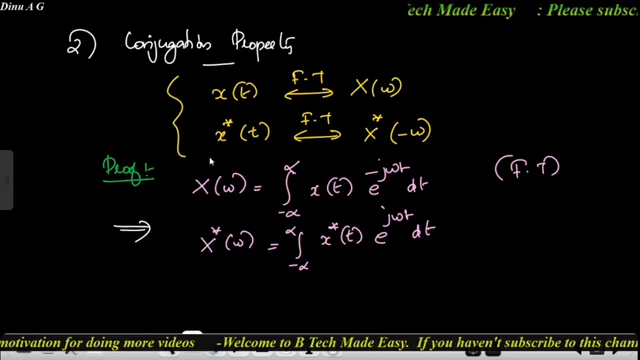 Dinu A G
B Tech Made Easy : Please subsc
2) Conjugation Property
x(t) <--F.T--> X(ω)
x*(t) <--F.T--> X*(-ω)
Proof :-
X(ω) = ∫_{-∞}^{∞} x(t) e^{-jωt} dt (F.T)
⇒ X*(ω) = ∫_{-∞}^{∞} x*(t) e^{jωt} dt
motivation for doing more videos -Welcome to B Tech Made Easy. If you haven't subscribe to this chan